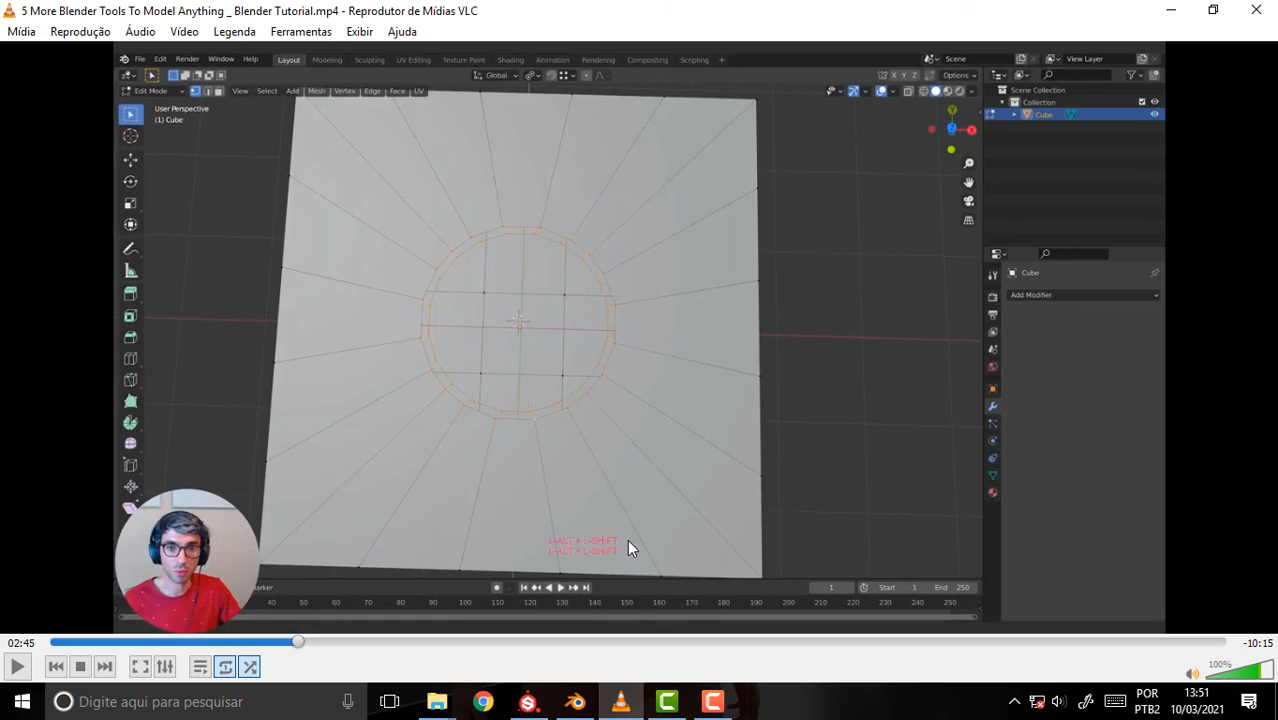 5 More Blender Tools To Model Anything _ Blender Tutorial.mp4 - Reprodutor de Mídias VLC
Mídia Reprodução Áudio Vídeo Legenda Ferramentas Exibir Ajuda
File Edit Render Window Help Layout Modeling Sculpting UV Editing Texture Paint Shading Animation Rendering Compositing Scripting Scene View Layer
Global X Y Z Options
Edit Mode View Select Add Mesh Vertex Edge Face UV
User Perspective
(1) Cube
Scene Collection
Collection
Cube
Cube
Add Modifier
L-ALT + L-SHIFT
L-ALT + L-SHIFT
arker 1 Start 1 End 250
40 50 60 70 80 90 100 110 120 130 140 150 160 170 180 190 200 210 220 230 240 250
02:45 -10:15
100%
Digite aqui para pesquisar
POR
PTB2
13:51
10/03/2021